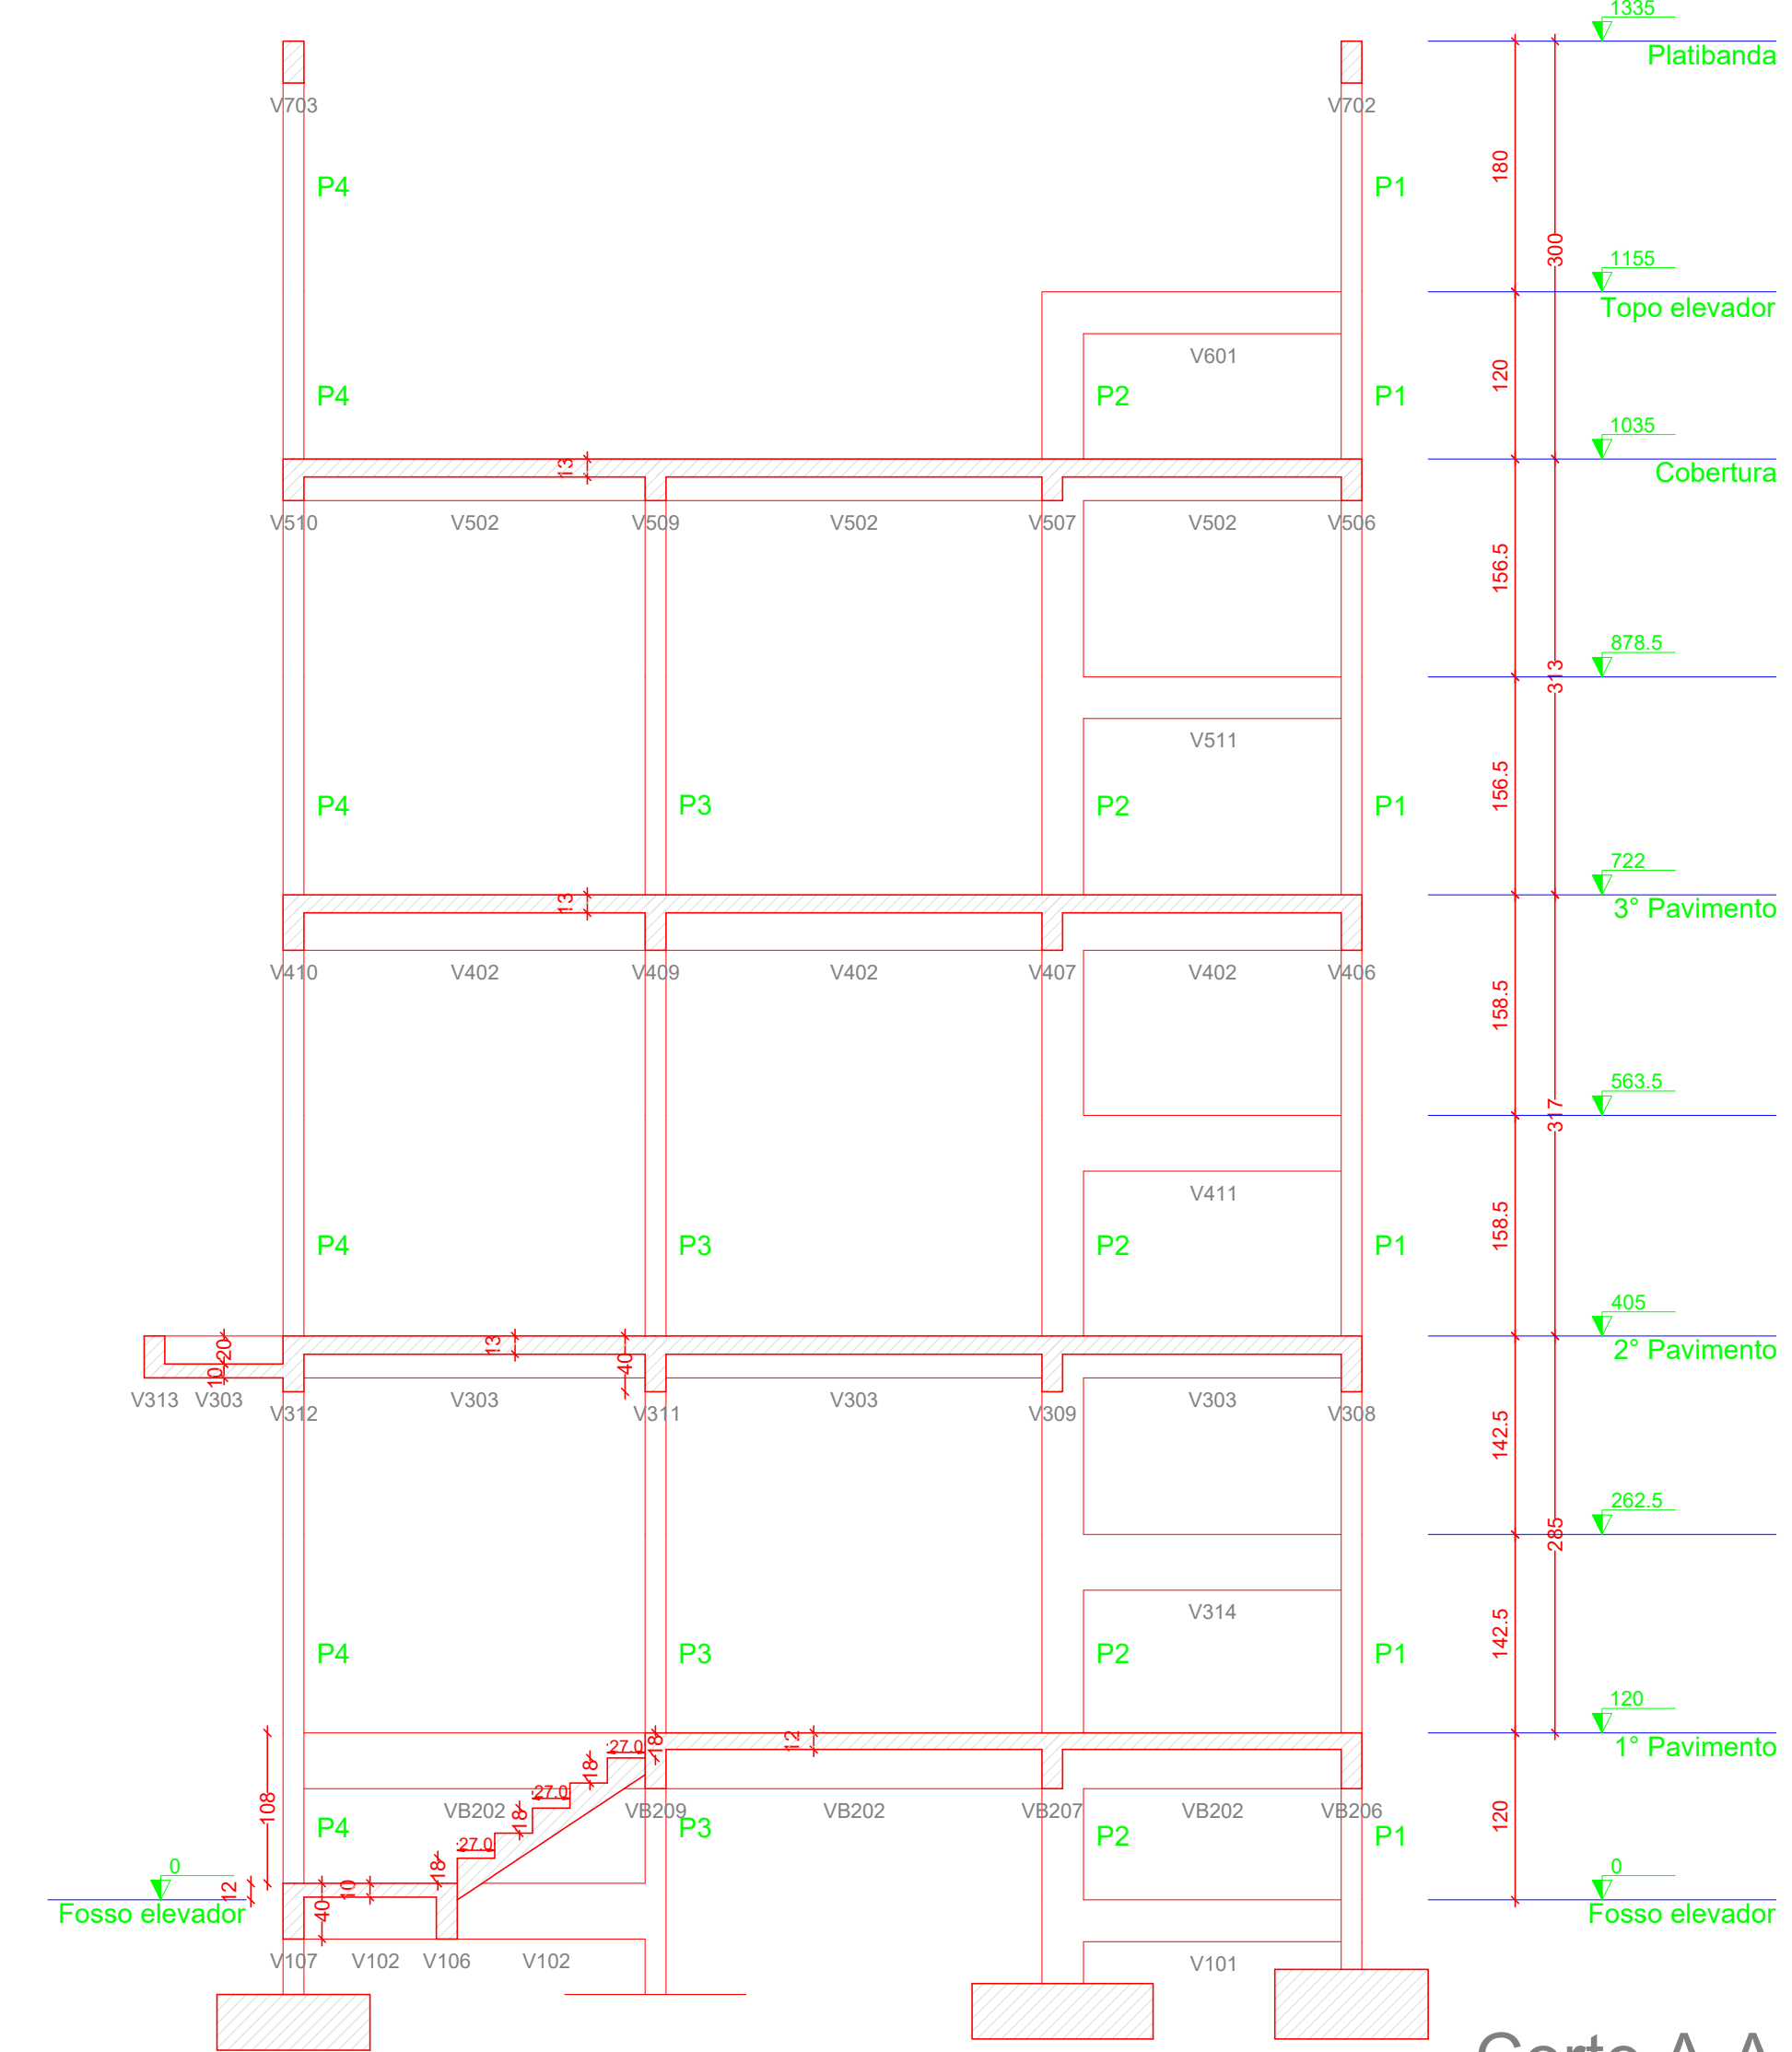 1335
Platibanda
V703
V702
180
P4
P1
300
1155
Topo elevador
V601
120
P4
P2
P1
1035
Cobertura
13
V510
V502
V509
V502
V507
V502
V506
156.5
878.5
313
V511
156.5
P4
P3
P2
P1
722
3° Pavimento
13
V410
V402
V409
V402
V407
V402
V406
158.5
563.5
317
V411
158.5
P4
P3
P2
P1
405
2° Pavimento
20
13
10
40
V313
V303
V312
V303
V311
V303
V309
V303
V308
142.5
262.5
285
V314
142.5
P4
P3
P2
P1
120
1° Pavimento
27.0
18
12
18
27.0
108
VB202
VB209
VB202
VB207
VB202
VB206
18
P4
P3
P2
P1
120
27.0
18
0
Fosso elevador
12
10
40
0
Fosso elevador
V107
V102
V106
V102
V101
Corte A-A